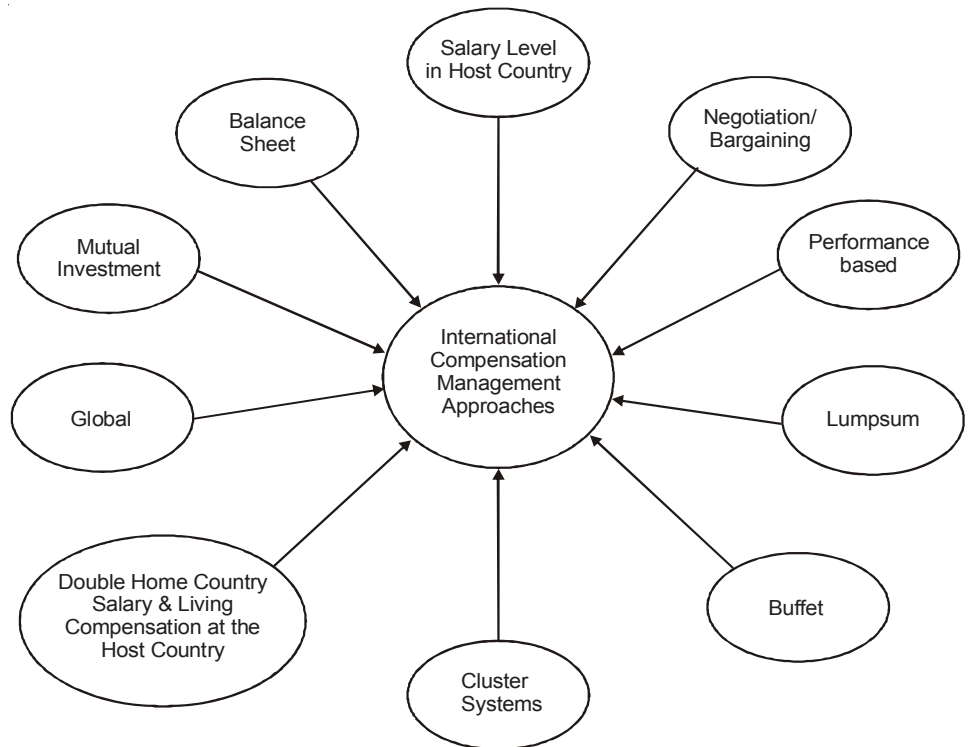 Salary Level
in Host Country
Negotiation/
Bargaining
Balance
Sheet
Performance
based
Mutual
Investment
International
Compensation
Management
Approaches
Global
Lumpsum
Double Home Country
Salary & Living
Compensation at the
Host Country
Buffet
Cluster
Systems